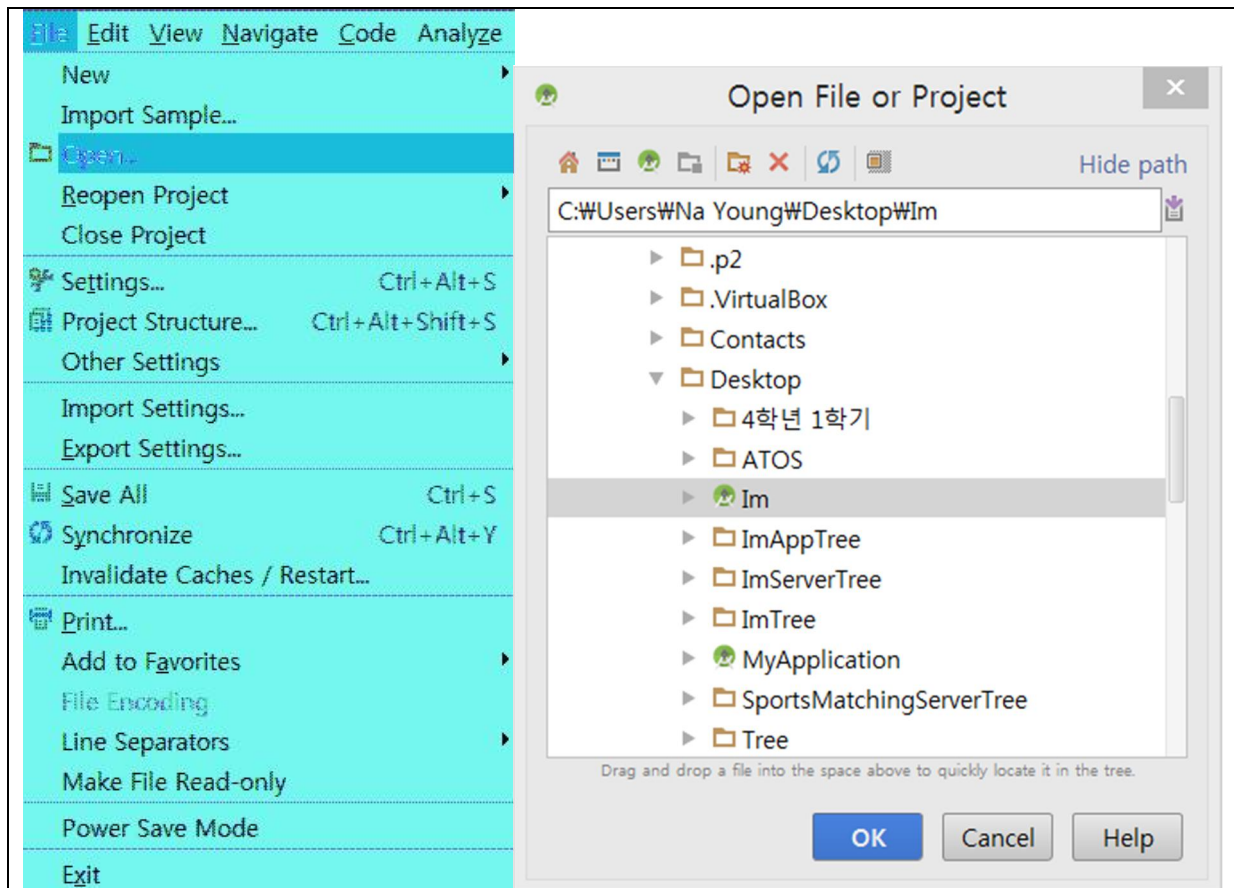 File Edit View Navigate Code Analyze
New
Import Sample...
Open...
Reopen Project
Close Project
Settings... Ctrl+Alt+S
Project Structure... Ctrl+Alt+Shift+S
Other Settings
Import Settings...
Export Settings...
Save All Ctrl+S
Synchronize Ctrl+Alt+Y
Invalidate Caches / Restart...
Print...
Add to Favorites
File Encoding
Line Separators
Make File Read-only
Power Save Mode
Exit
Open File or Project
Hide path
C:₩Users₩Na Young₩Desktop₩Im
.p2
.VirtualBox
Contacts
Desktop
4학년 1학기
ATOS
Im
ImAppTree
ImServerTree
ImTree
MyApplication
SportsMatchingServerTree
Tree
Drag and drop a file into the space above to quickly locate it in the tree.
OK Cancel Help